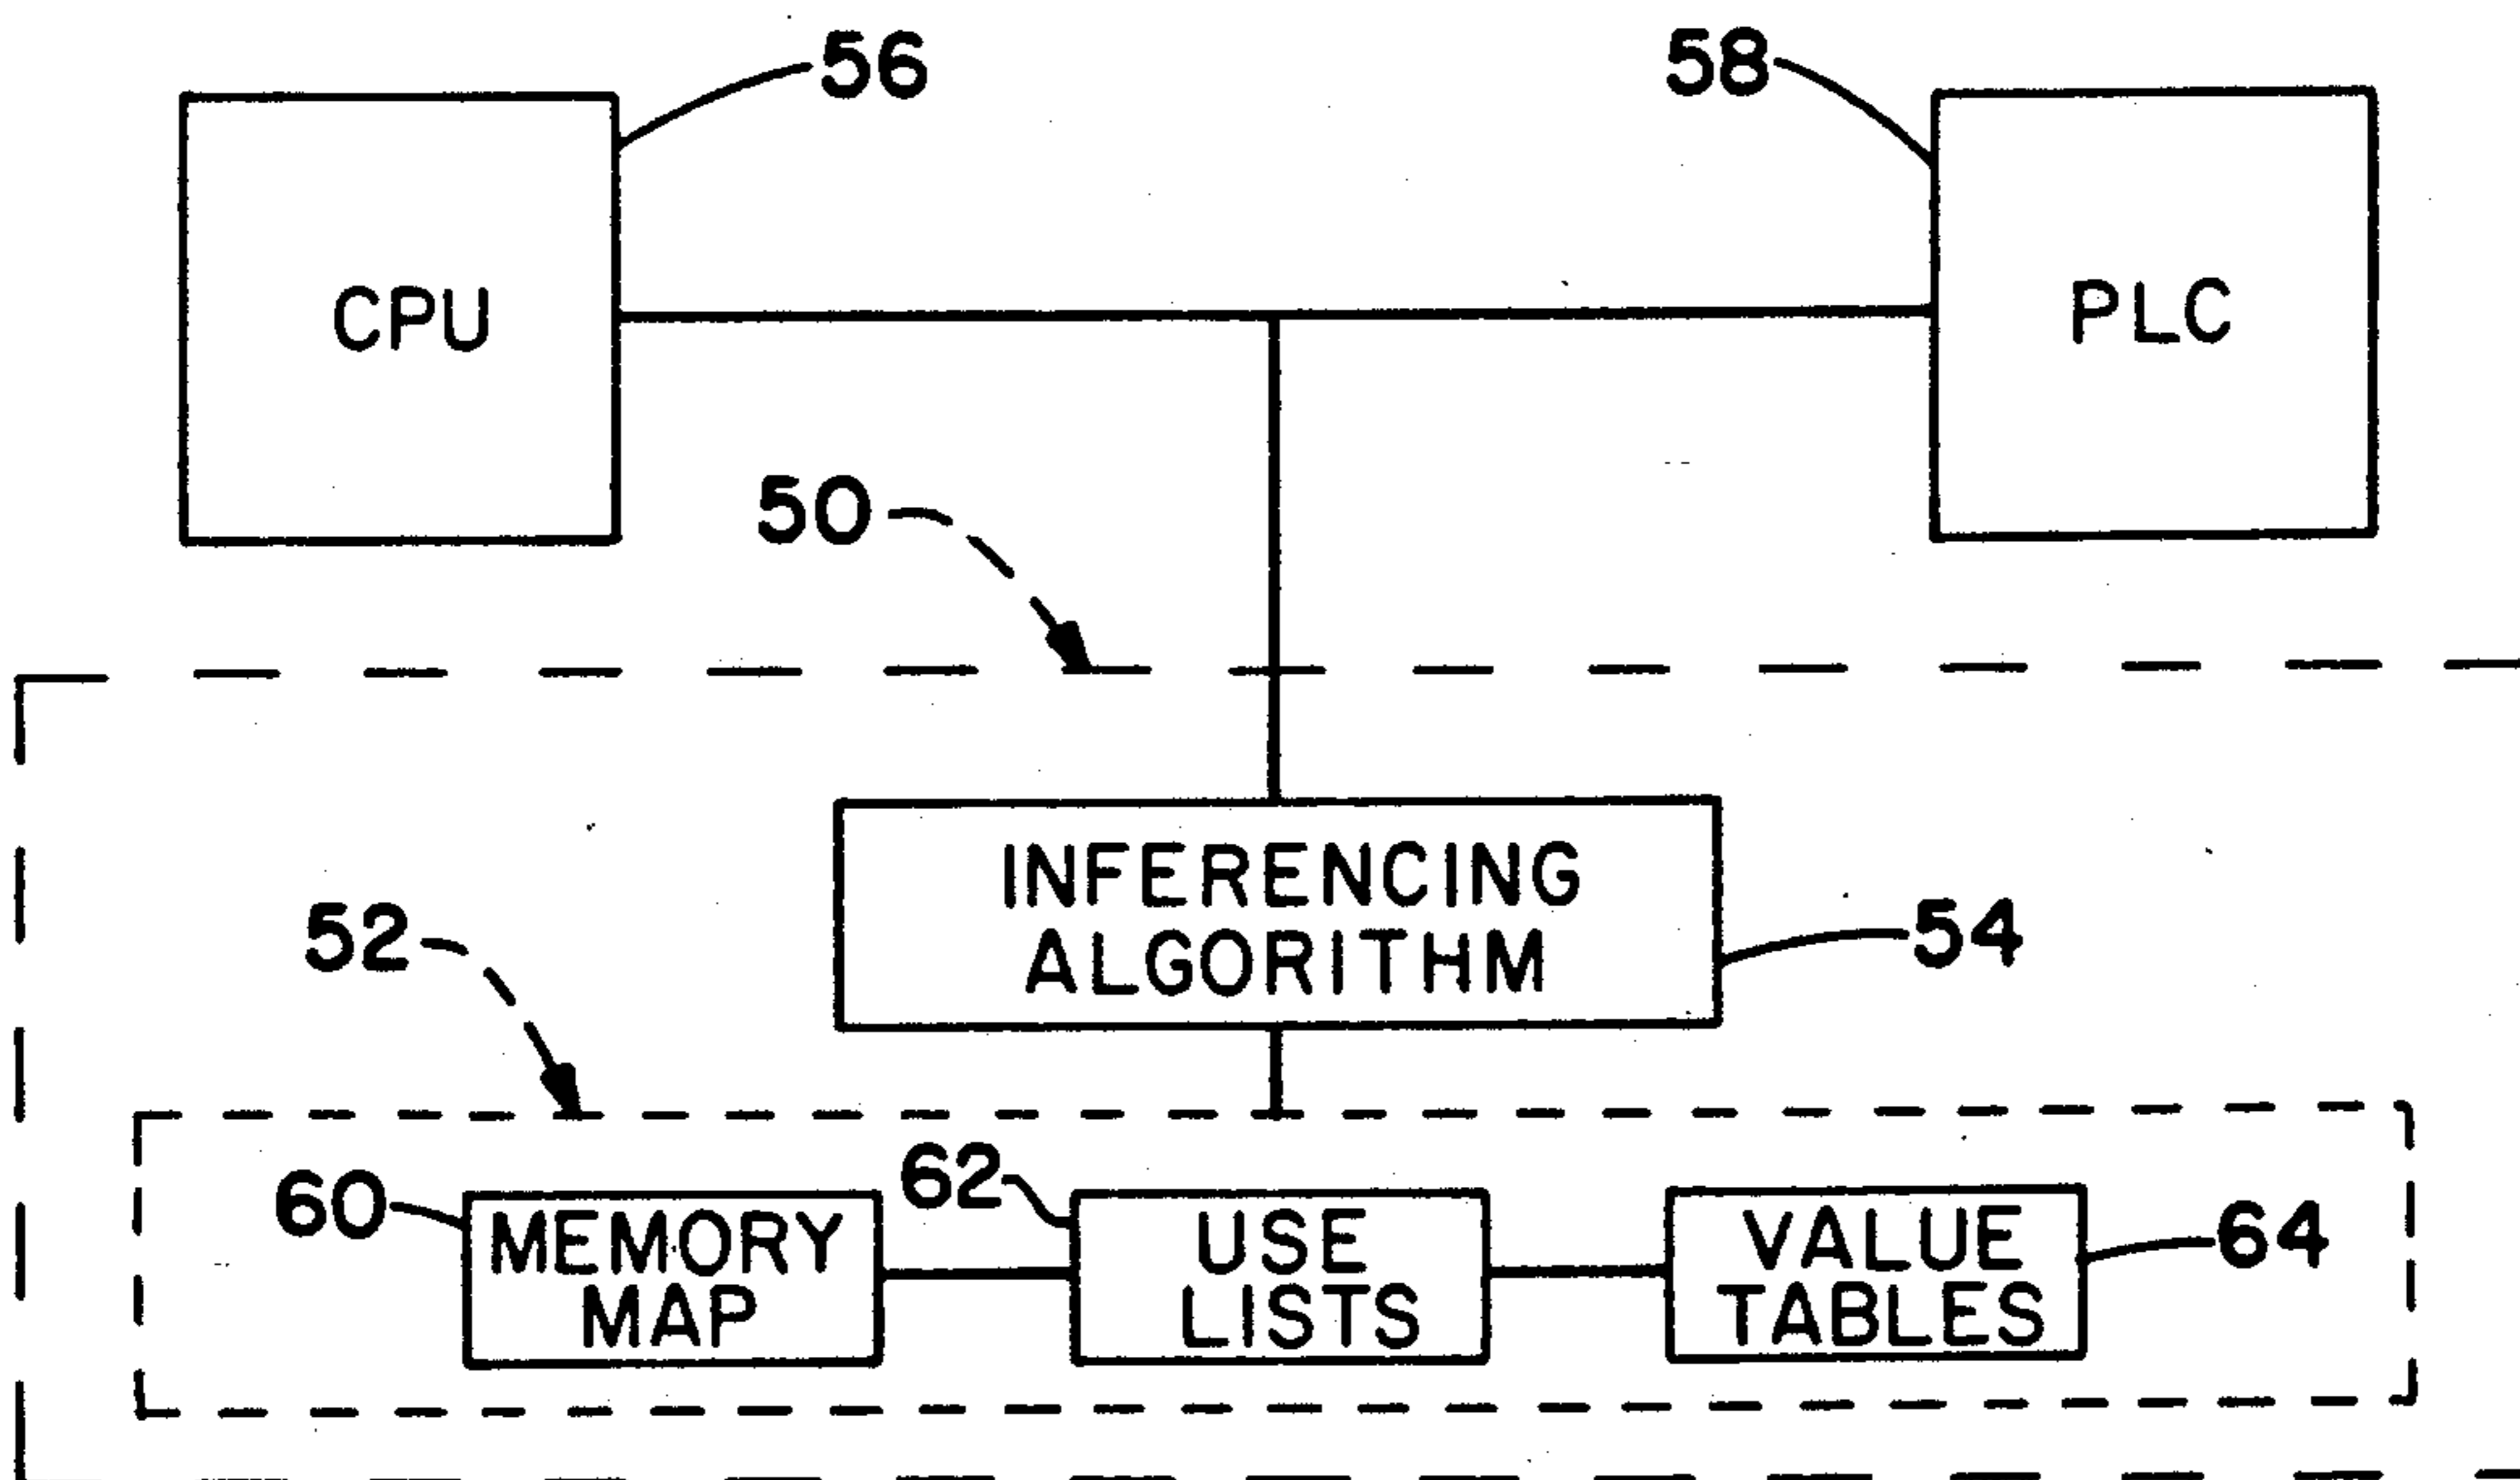 56
58
CPU
PLC
50
INFERENCING
ALGORITHM
52
54
62
60
MEMORY
MAP
USE
LISTS
VALUE
TABLES
64